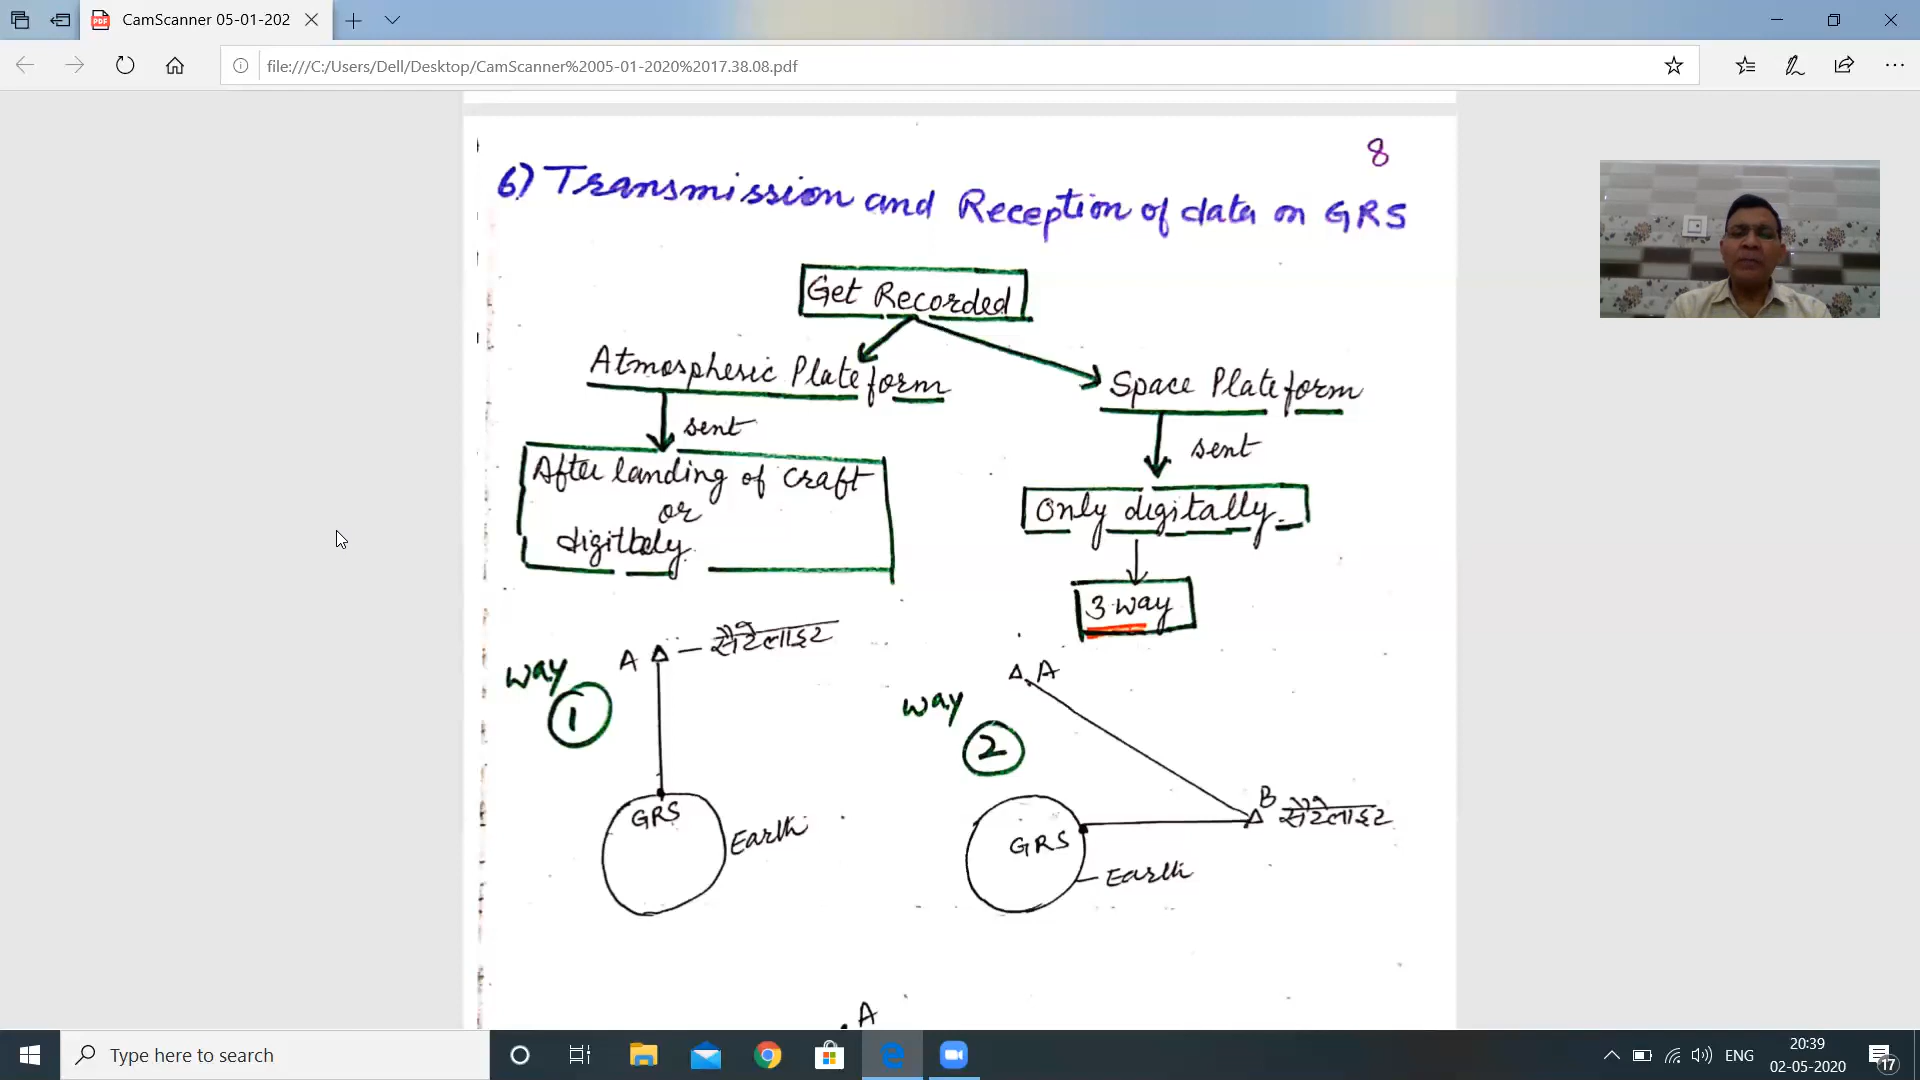 CamScanner 05-01-202
file:///C:/Users/Dell/Desktop/CamScanner%2005-01-2020%2017.38.08.pdf
8
6) Transmission and Reception of data on GRS
Get Recorded
Atmospheric Plateform
Space Plateform
sent
sent
After landing of craft
or
Only digitally.
3 way
way
1
A
सैटेलाइट
way
2
A
B सैटेलाइट
GRS
Earth
GRS
Earth
A
Type here to search
ENG
20:39
02-05-2020
17